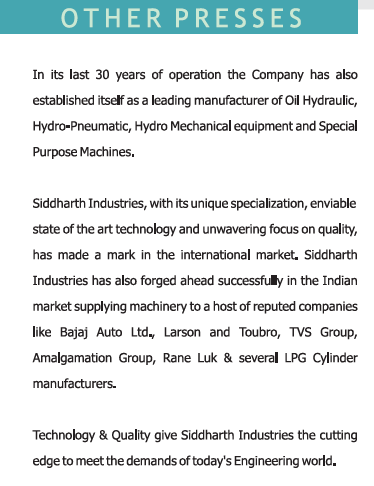 OTHER PRESSES
In its last 30 years of operation the Company has also
established itself as a leading manufacturer of Oil Hydraulic,
Hydro-Pneumatic, Hydro Mechanical equipment and Special
Purpose Machines.
Siddharth Industries, with its unique specialization, enviable
state of the art technology and unwavering focus on quality,
has made a mark in the international market. Siddharth
Industries has also forged ahead successfully in the Indian
market supplying machinery to a host of reputed companies
like Bajaj Auto Ltd., Larson and Toubro, TVS Group,
Amalgamation Group, Rane Luk & several LPG Cylinder
manufacturers.
Technology & Quality give Siddharth Industries the cutting
edge to meet the demands of today's Engineering world.